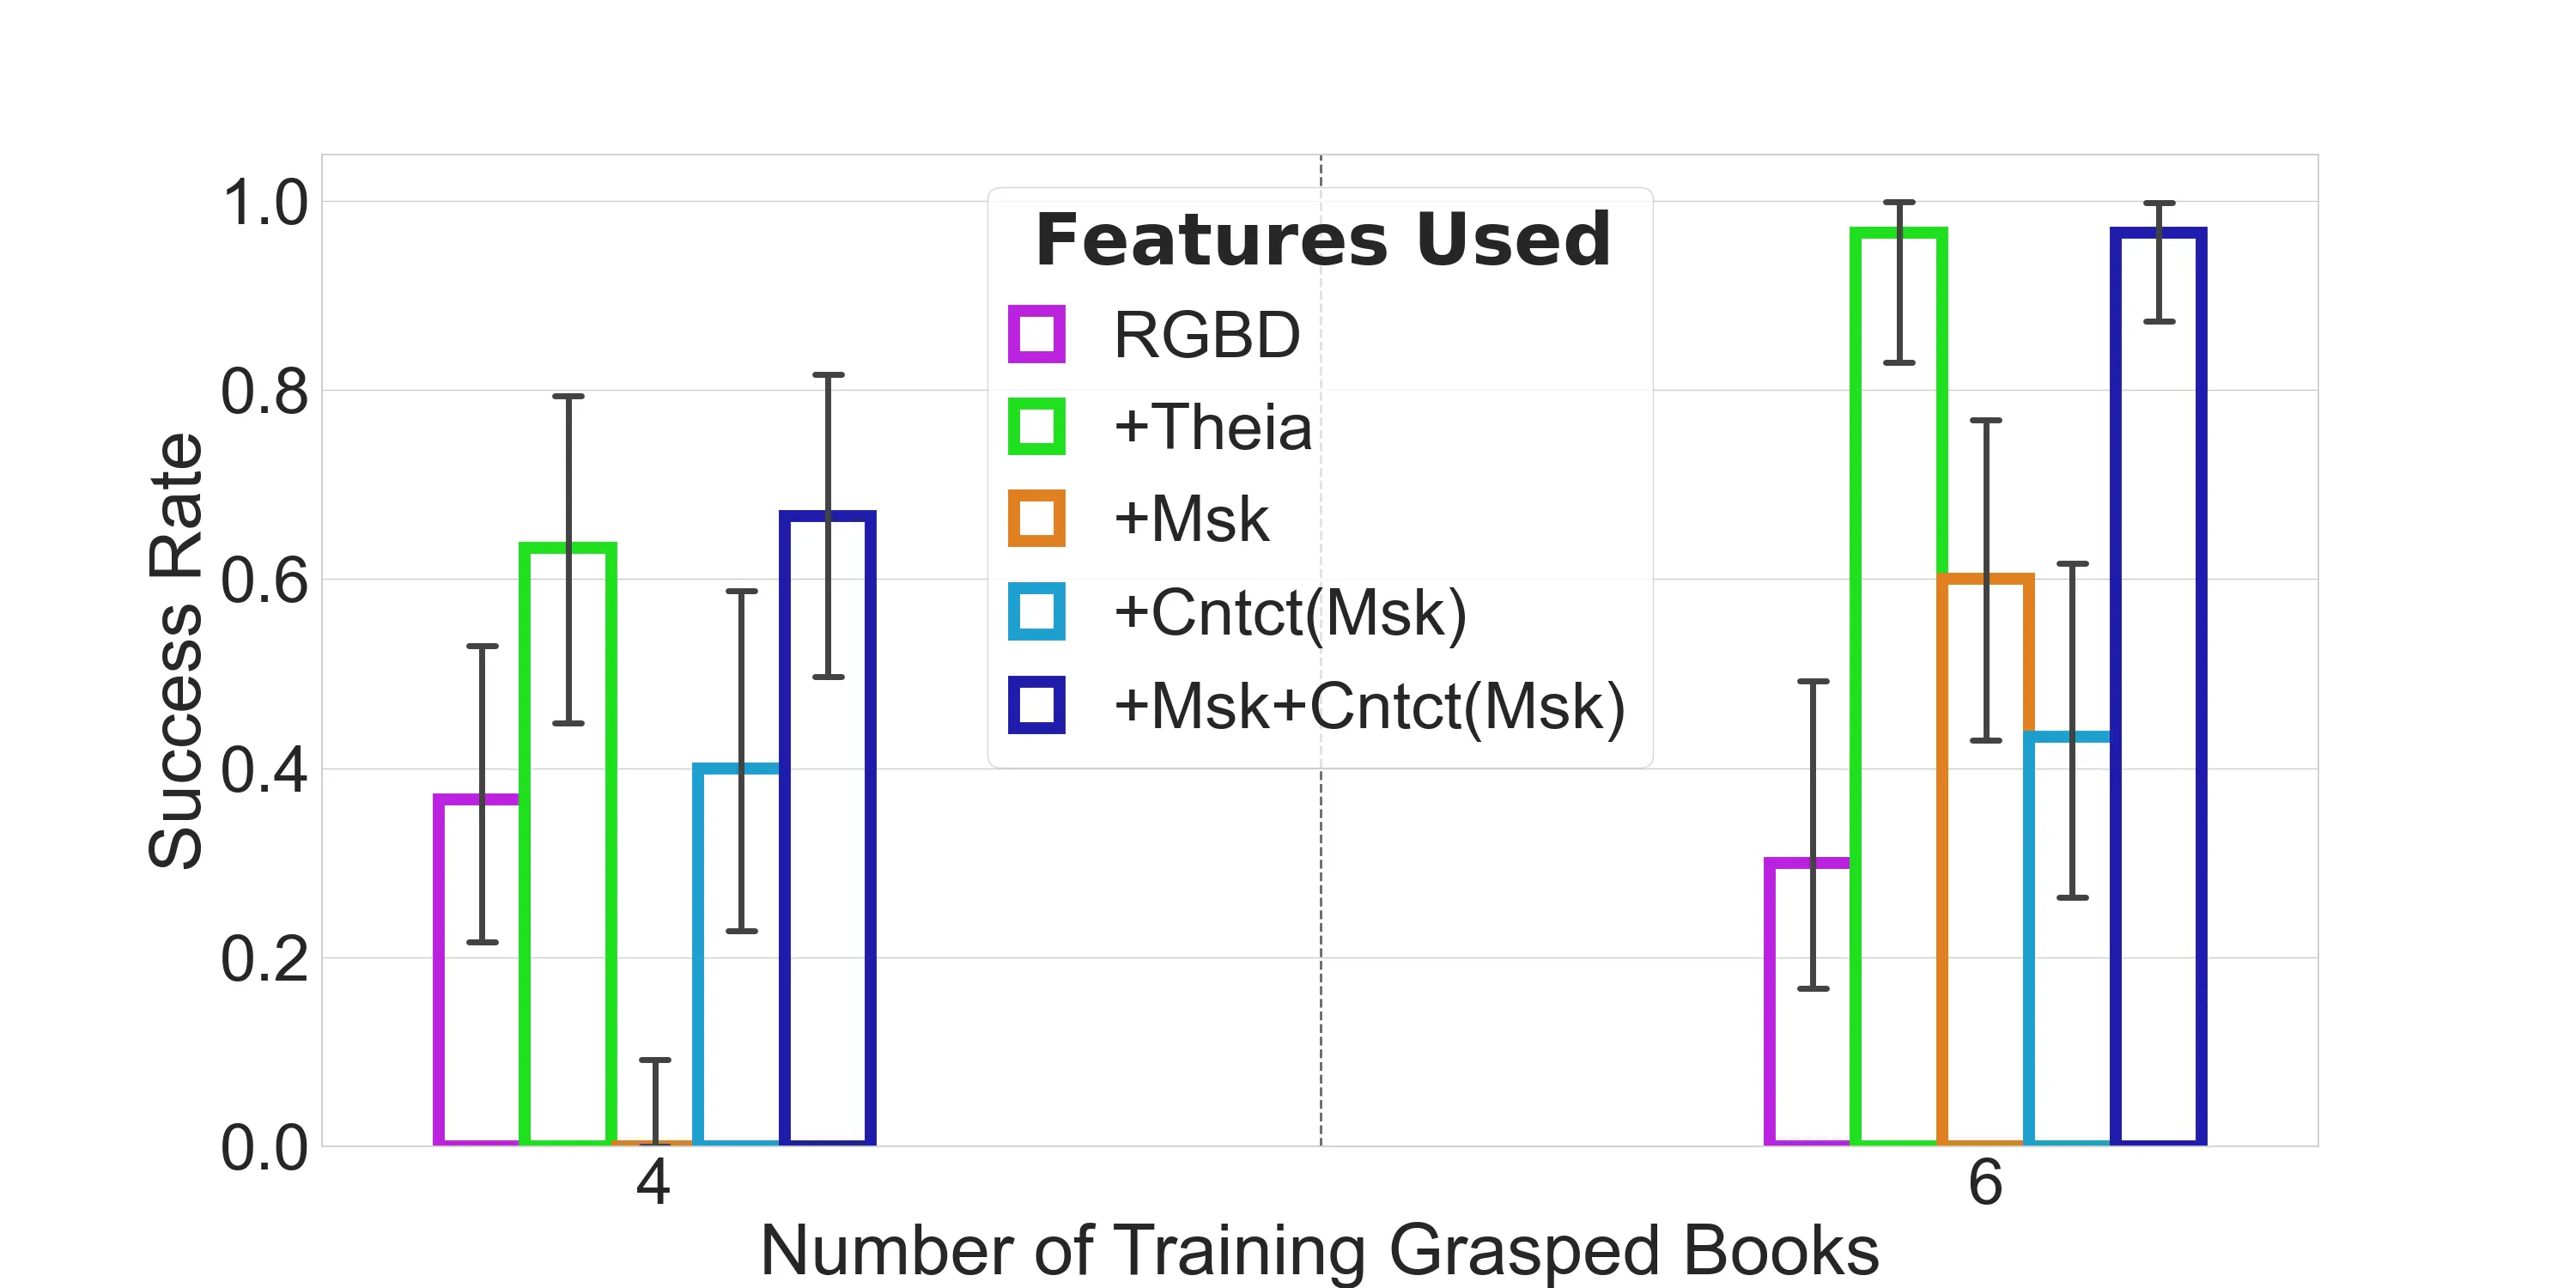 Success Rate
1.0
0.8
0.6
0.4
0.2
0.0
Features Used
RGBD
+Theia
+Msk
+Cntct(Msk)
+Msk+Cntct(Msk)
4
6
Number of Training Grasped Books